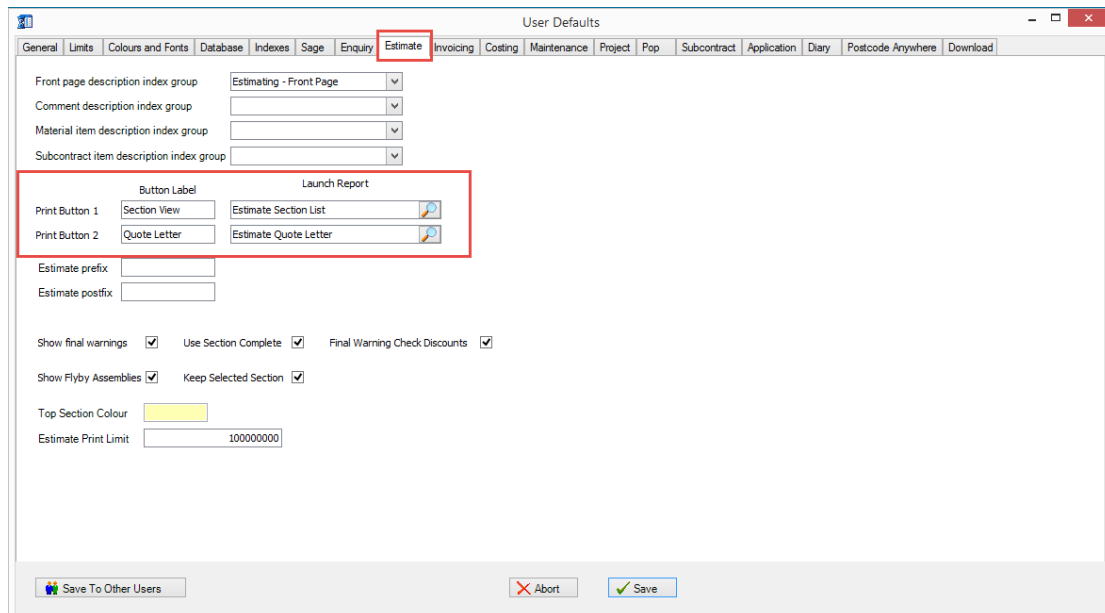 User Defaults
General Limits Colours and Fonts Database Indexes Sage Enquiry Estimate Invoicing Costing Maintenance Project Pop Subcontract Application Diary Postcode Anywhere Download
Front page description index group Estimating - Front Page
Comment description index group
Material item description index group
Subcontract item description index group
Button Label Launch Report
Print Button 1 Section View Estimate Section List
Print Button 2 Quote Letter Estimate Quote Letter
Estimate prefix
Estimate postfix
Show final warnings Use Section Complete Final Warning Check Discounts
Show Flyby Assemblies Keep Selected Section
Top Section Colour
Estimate Print Limit 100000000
Save To Other Users Abort Save